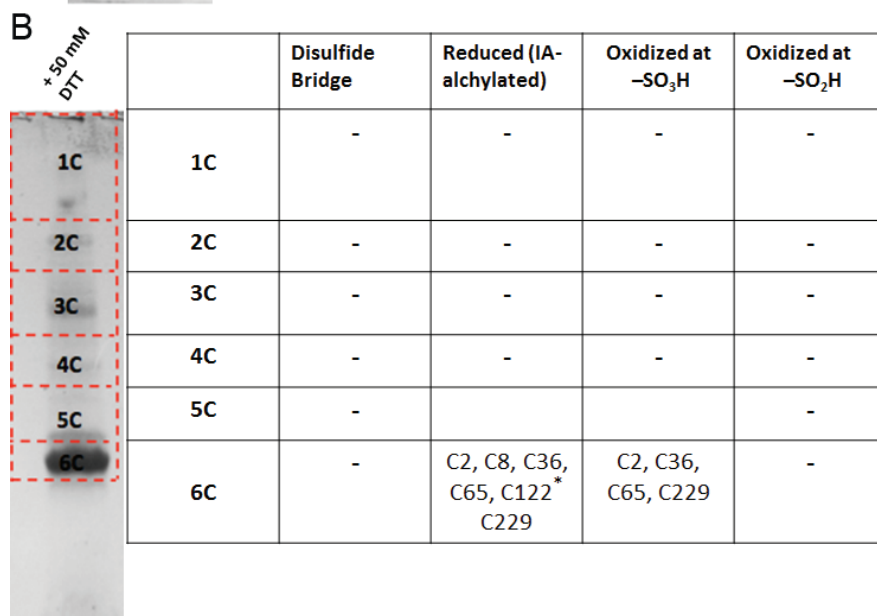 B
+ 50 mM
DTT
Disulfide
Bridge
Reduced (IA-
alchylated)
Oxidized at
–SO₃H
Oxidized at
–SO₂H
1C
1C
-
-
-
-
2C
2C
-
-
-
-
3C
3C
-
-
-
-
4C
4C
-
-
-
-
5C
5C
-
-
6C
6C
-
C2, C8, C36,
C65, C122*
C229
C2, C36,
C65, C229
-